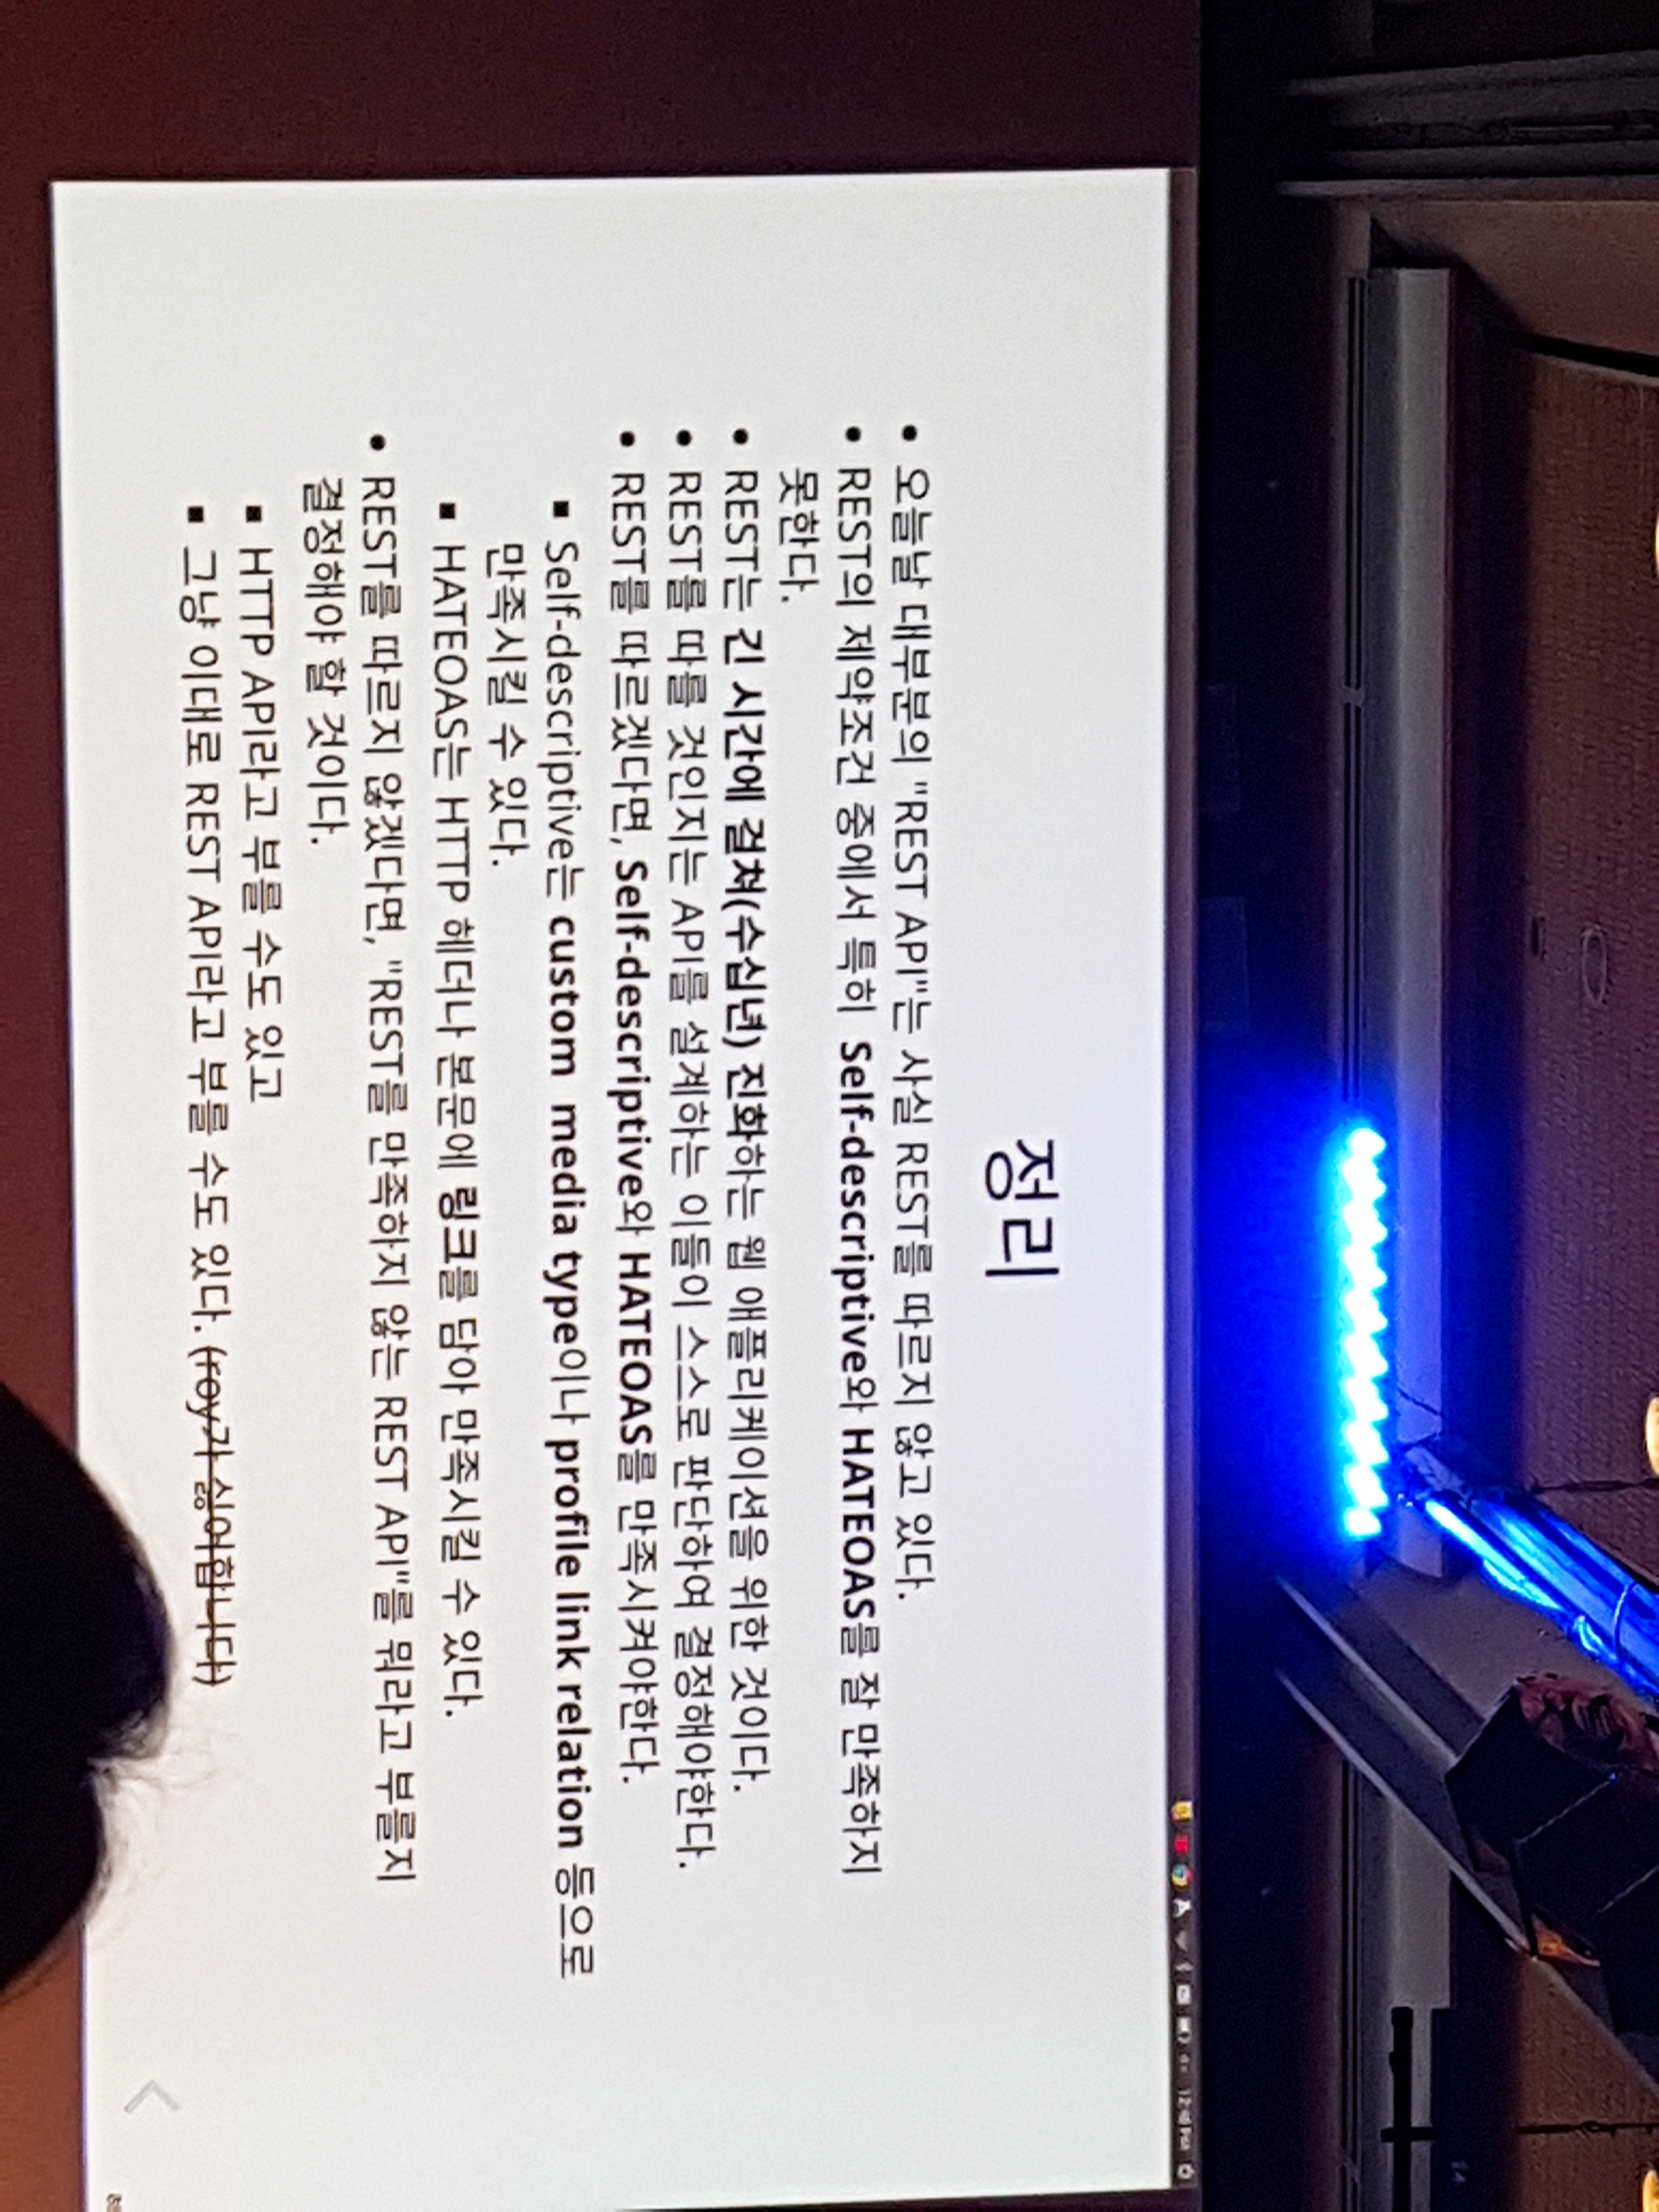 정리
오늘날 대부분의 "REST API"는 사실 REST를 따르지 않고 있다.
REST의 제약조건 중에서 특히 Self-descriptive와 HATEOAS를 잘 만족하지
못한다.
REST는 긴 시간에 걸쳐(수십년) 진화하는 웹 애플리케이션을 위한 것이다.
REST를 따를 것인지는 API를 설계하는 이들이 스스로 판단하여 결정해야한다.
REST를 따르겠다면, Self-descriptive와 HATEOAS를 만족시켜야한다.
Self-descriptive는 custom media type이나 profile link relation 등으로
만족시킬 수 있다.
HATEOAS는 HTTP 헤더나 본문에 링크를 담아 만족시킬 수 있다.
REST를 따르지 않겠다면, "REST를 만족하지 않는 REST API"를 뭐라고 부를지
결정해야 할 것이다.
HTTP API라고 부를 수도 있고
그냥 이대로 REST API라고 부를 수도 있다. (roy가 싫어합니다)